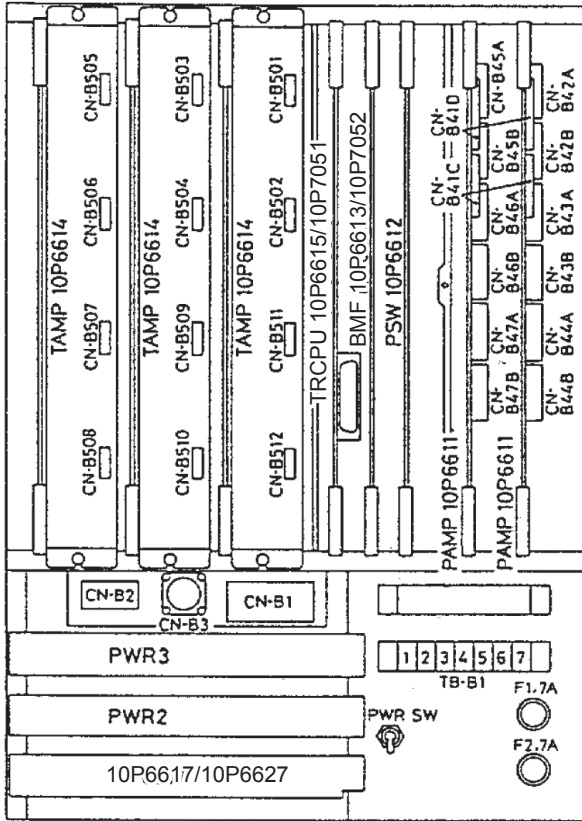 CN-B505
CN-B506
CN-B507
CN-B508
TAMP 10P6614
CN-B503
CN-B504
CN-B509
CN-B510
TAMP 10P6614
CN-B501
CN-B502
CN-B511
CN-B512
TAMP 10P6614
TRCPU 10P6615/10P7051
BMF 10P6613/10P7052
PSW 10P6612
CN-
B41D
CN-
B41C
CN-B45A
CN-
B45B
CN-
B46A
CN-
B46B
CN-
B47A
CN-
B47B
PAMP 10P6611
CN-
B42A
CN-
B42B
CN-
B43A
CN-
B43B
CN-
B44A
CN-
B44B
PAMP 10P6611
CN-B2
CN-B3
CN-B1
PWR3
1 2 3 4 5 6 7
TB-B1
PWR2
PWR SW
F1.7A
F2.7A
10P6617/10P6627